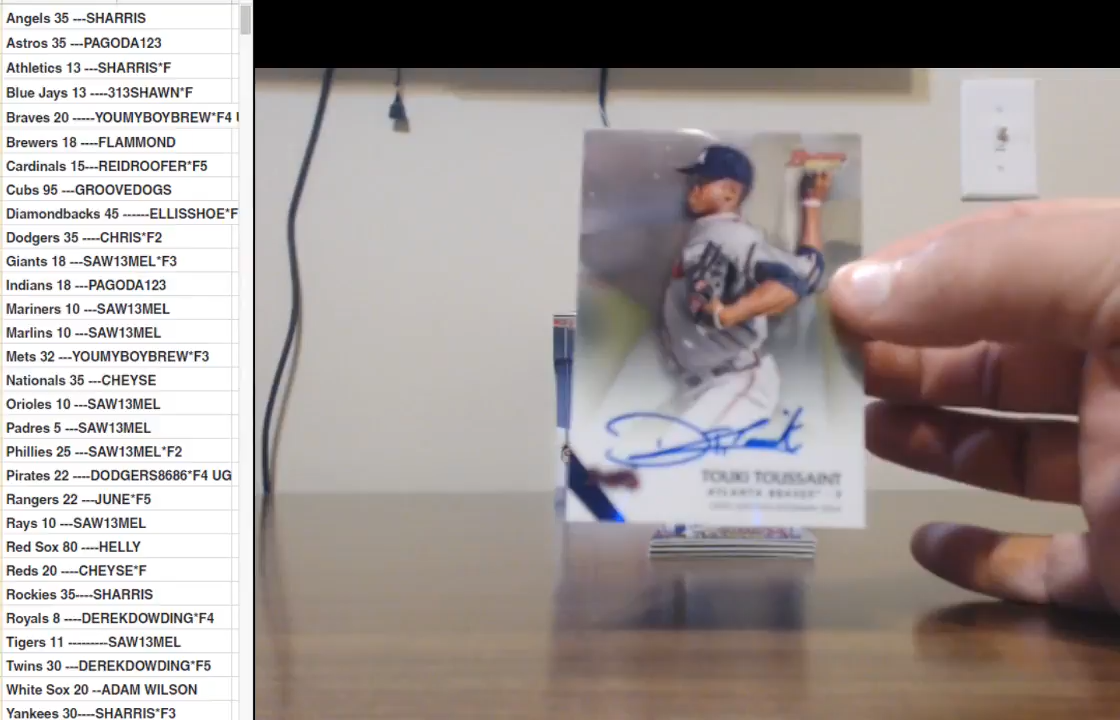 Angels 35 ---SHARRIS
Astros 35 ---PAGODA123
Athletics 13 ---SHARRIS*F
Blue Jays 13 ----313SHAWN*F
Braves 20 -----YOUMYBOYBREW*F4 U
Brewers 18 ----FLAMMOND
Cardinals 15---REIDROOFER*F5
Cubs 95 ---GROOVEDOGS
Diamondbacks 45 ------ELLISSHOE*F
Dodgers 35 ----CHRIS*F2
Giants 18 ----SAW13MEL*F3
Indians 18 ----PAGODA123
Mariners 10 ----SAW13MEL
Marlins 10 ---SAW13MEL
Mets 32 ---YOUMYBOYBREW*F3
Nationals 35 ---CHEYSE
Orioles 10 ----SAW13MEL
Padres 5 ---SAW13MEL
Phillies 25 ----SAW13MEL*F2
Pirates 22 ----DODGERS8686*F4 UG
Rangers 22 ---JUNE*F5
Rays 10 ---SAW13MEL
Red Sox 80 ----HELLY
Reds 20 ----CHEYSE*F
Rockies 35----SHARRIS
Royals 8 ----DEREKDOWDING*F4
Tigers 11 ---------SAW13MEL
Twins 30 ---DEREKDOWDING*F5
White Sox 20 --ADAM WILSON
Yankees 30----SHARRIS*F3
Bowman
TOUKI TOUSSAINT
ATLANTA BRAVES